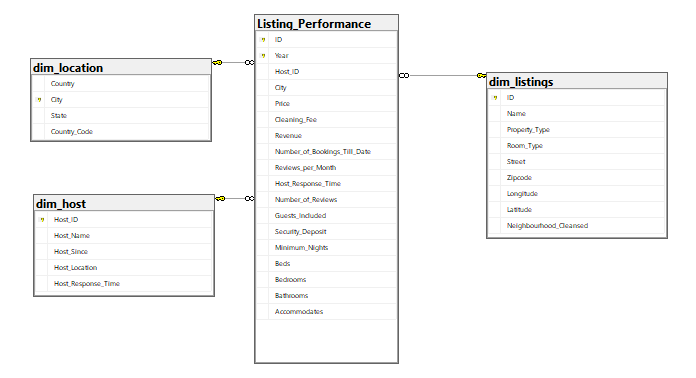 dim_location
Country
City
State
Country_Code
dim_host
Host_ID
Host_Name
Host_Since
Host_Location
Host_Response_Time
Listing_Performance
ID
Year
Host_ID
City
Price
Cleaning_Fee
Revenue
Number_of_Bookings_Till_Date
Reviews_per_Month
Host_Response_Time
Number_of_Reviews
Guests_Included
Security_Deposit
Minimum_Nights
Beds
Bedrooms
Bathrooms
Accommodates
dim_listings
ID
Name
Property_Type
Room_Type
Street
Zipcode
Longitude
Latitude
Neighbourhood_Cleansed